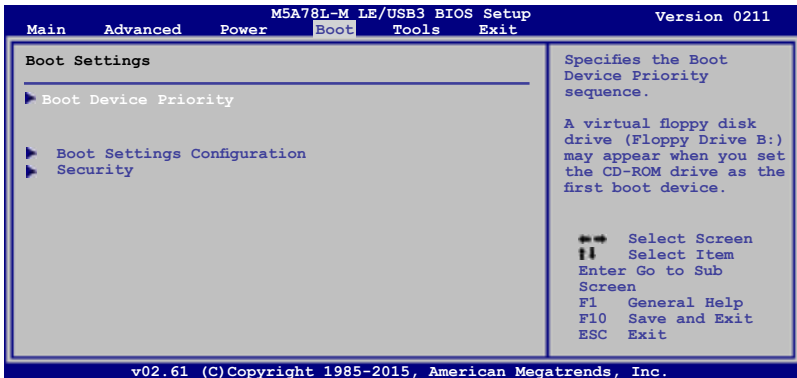 M5A78L-M LE/USB3 BIOS Setup Version 0211
Main Advanced Power Boot Tools Exit
Boot Settings
Boot Device Priority
Boot Settings Configuration
Security
Specifies the Boot
Device Priority
sequence.
A virtual floppy disk
drive (Floppy Drive B:)
may appear when you set
the CD-ROM drive as the
first boot device.
Select Screen
Select Item
Enter Go to Sub
Screen
F1 General Help
F10 Save and Exit
ESC Exit
v02.61 (C)Copyright 1985-2015, American Megatrends, Inc.